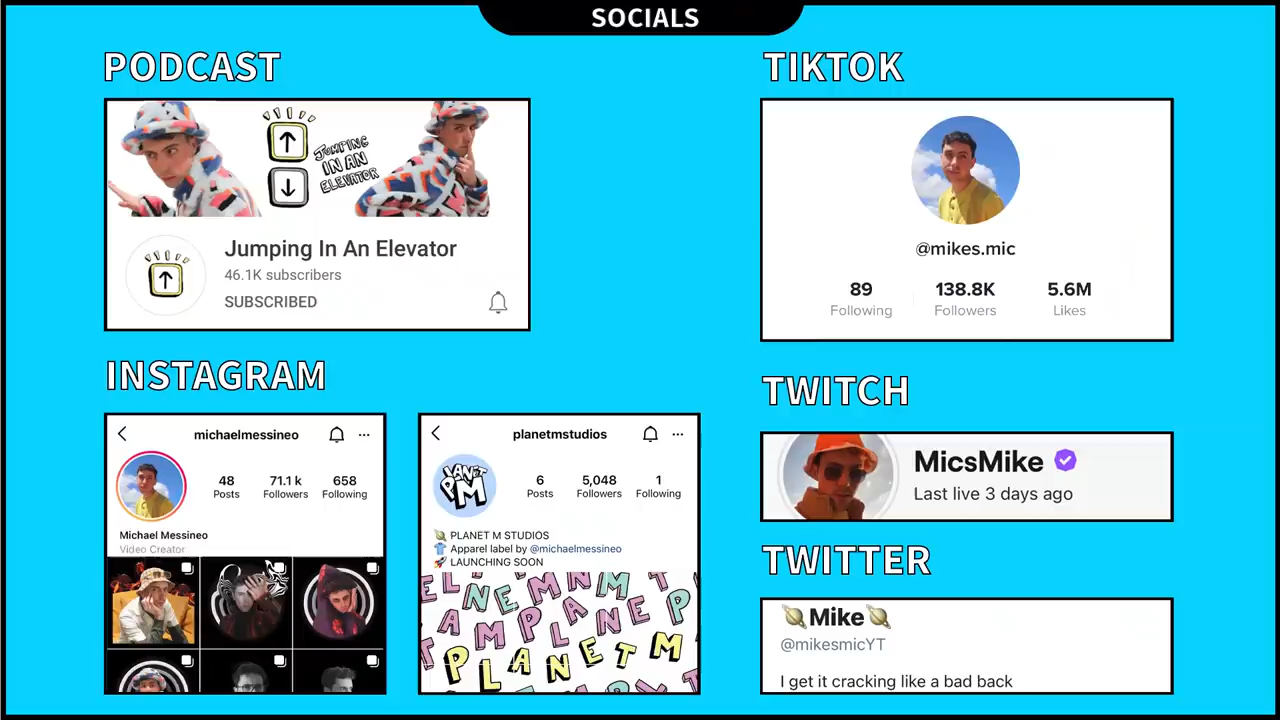 SOCIALS
PODCAST
JUMPING
IN AN
ELEVATOR
Jumping In An Elevator
46.1K subscribers
SUBSCRIBED
TIKTOK
@mikes.mic
89
138.8K
5.6M
Following
Followers
Likes
INSTAGRAM
michaelmessineo
48
71.1 k
658
Posts
Followers
Following
Michael Messineo
Video Creator
planetmstudios
PLANET
M
6
5,048
1
Posts
Followers
Following
PLANET M STUDIOS
Apparel label by @michaelmessineo
LAUNCHING SOON
PLANET M
TWITCH
MicsMike
Last live 3 days ago
TWITTER
Mike
@mikesmicYT
I get it cracking like a bad back